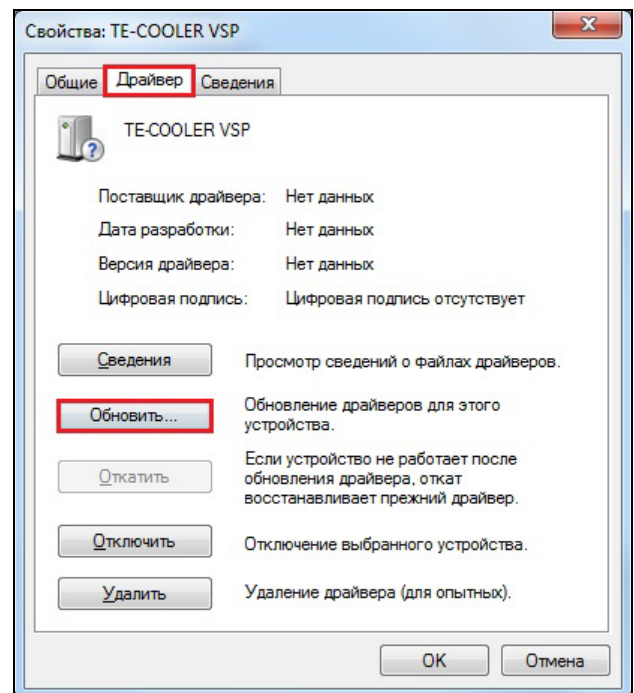 Свойства: TE-COOLER VSP
Общие Драйвер Сведения
TE-COOLER VSP
Поставщик драйвера: Нет данных
Дата разработки: Нет данных
Версия драйвера: Нет данных
Цифровая подпись: Цифровая подпись отсутствует
Сведения Просмотр сведений о файлах драйверов.
Обновить... Обновление драйверов для этого
устройства.
Откатить Если устройство не работает после
обновления драйвера, откат
восстанавливает прежний драйвер.
Отключить Отключение выбранного устройства.
Удалить Удаление драйвера (для опытных).
OK Отмена